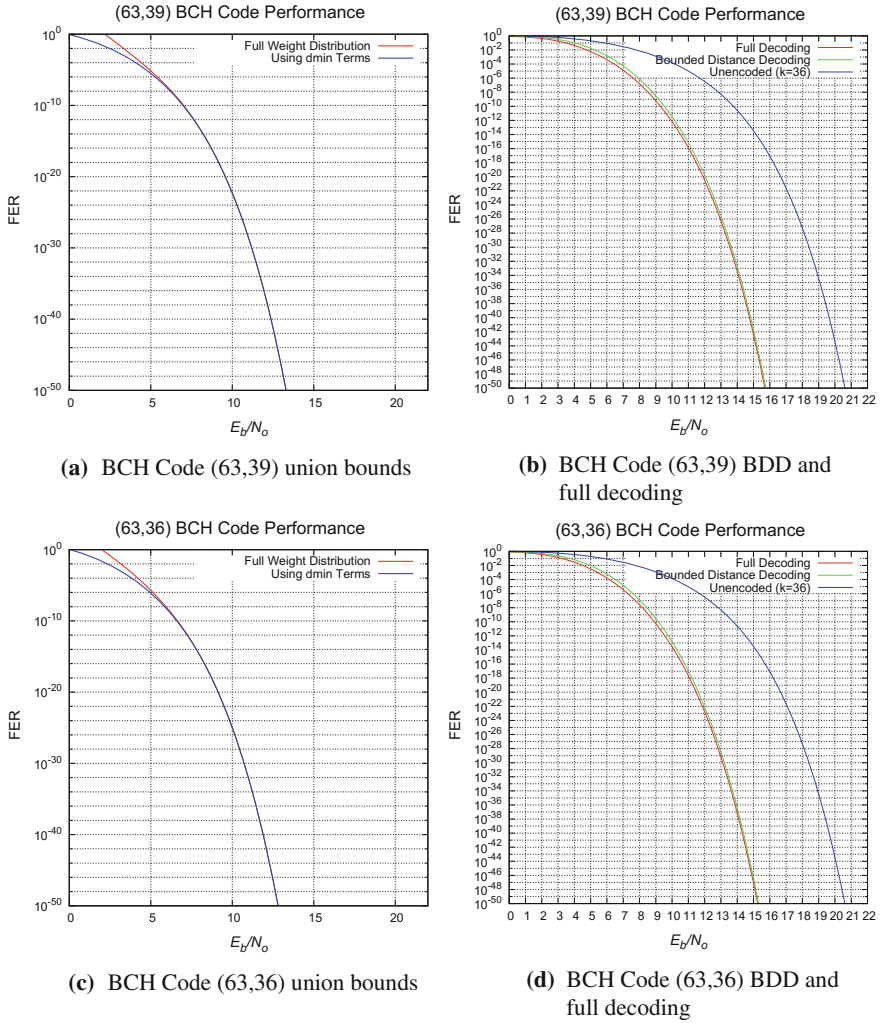 (63,39) BCH Code Performance
10^0
10^-10
10^-20
10^-30
10^-40
10^-50
FER
Full Weight Distribution
Using dmin Terms
0 5 10 15 20
E_b/N_o
(a) BCH Code (63,39) union bounds
(63,39) BCH Code Performance
10^0
10^-2
10^-4
10^-6
10^-8
10^-10
10^-12
10^-14
10^-16
10^-18
10^-20
10^-22
10^-24
10^-26
10^-28
10^-30
10^-32
10^-34
10^-36
10^-38
10^-40
10^-42
10^-44
10^-46
10^-48
10^-50
FER
Full Decoding
Bounded Distance Decoding
Unencoded (k=36)
0 1 2 3 4 5 6 7 8 9 10 11 12 13 14 15 16 17 18 19 20 21 22
E_b/N_o
(b) BCH Code (63,39) BDD and
full decoding
(63,36) BCH Code Performance
10^0
10^-10
10^-20
10^-30
10^-40
10^-50
FER
Full Weight Distribution
Using dmin Terms
0 5 10 15 20
E_b/N_o
(c) BCH Code (63,36) union bounds
(63,36) BCH Code Performance
10^0
10^-2
10^-4
10^-6
10^-8
10^-10
10^-12
10^-14
10^-16
10^-18
10^-20
10^-22
10^-24
10^-26
10^-28
10^-30
10^-32
10^-34
10^-36
10^-38
10^-40
10^-42
10^-44
10^-46
10^-48
10^-50
FER
Full Decoding
Bounded Distance Decoding
Unencoded (k=36)
0 1 2 3 4 5 6 7 8 9 10 11 12 13 14 15 16 17 18 19 20 21 22
E_b/N_o
(d) BCH Code (63,36) BDD and
full decoding